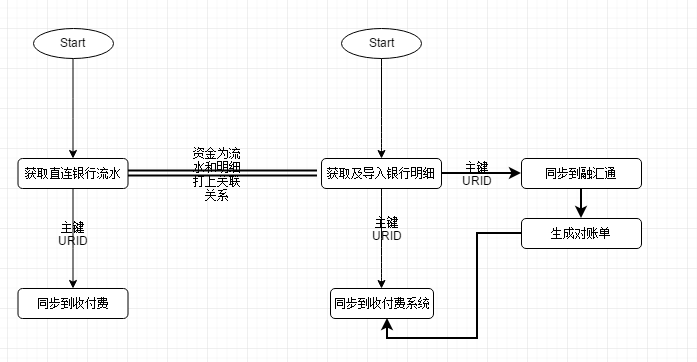 Start
Start
资金为流
水和明细
打上关联
关系
获取直连银行流水
获取及导入银行明细
主键
URID
同步到融汇通
主键
URID
主键
URID
生成对账单
同步到收付费
同步到收付费系统